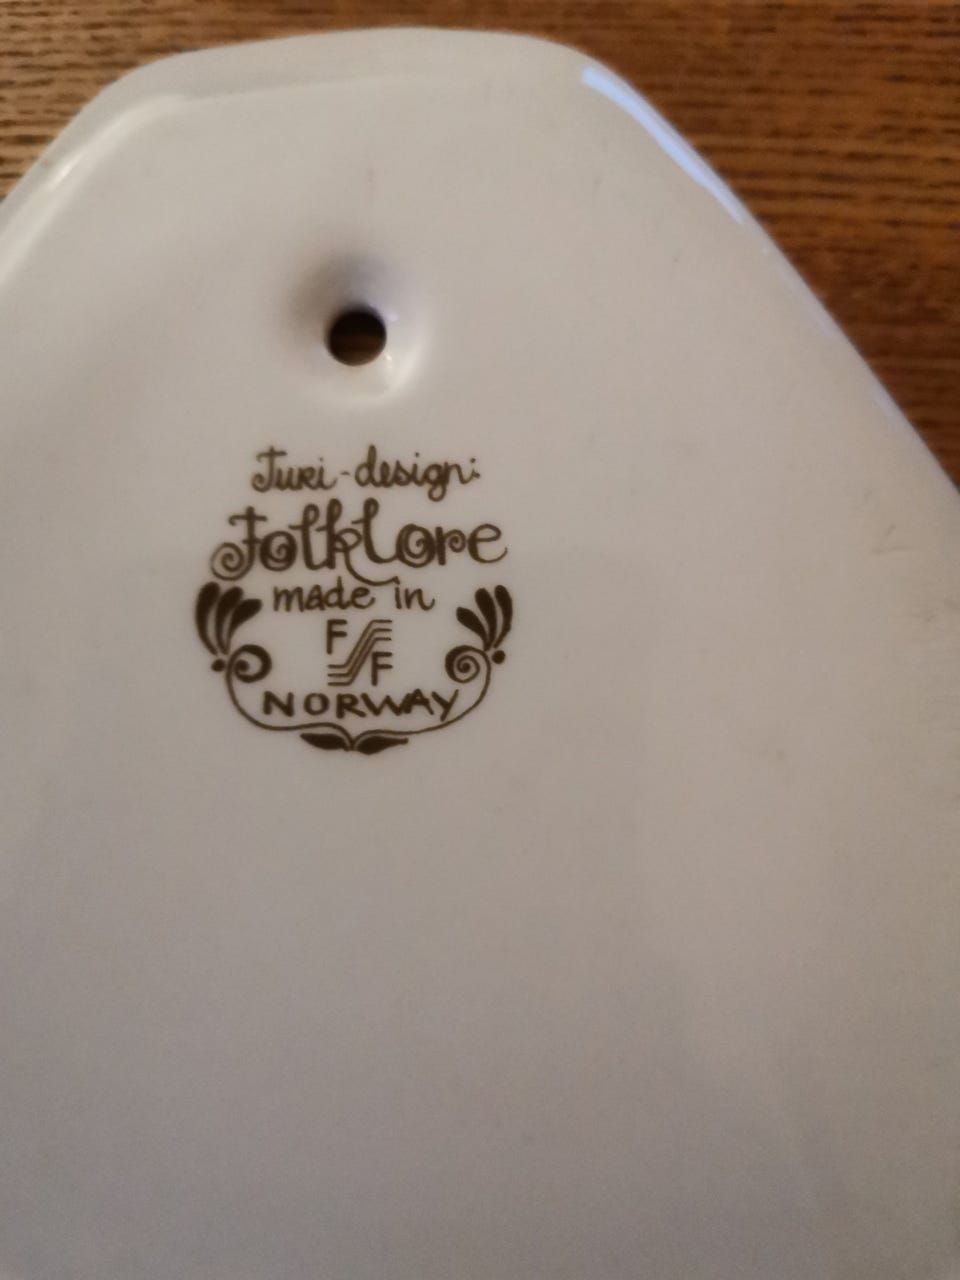 Turi-design:
Folklore
made in
F
F
NORWAY